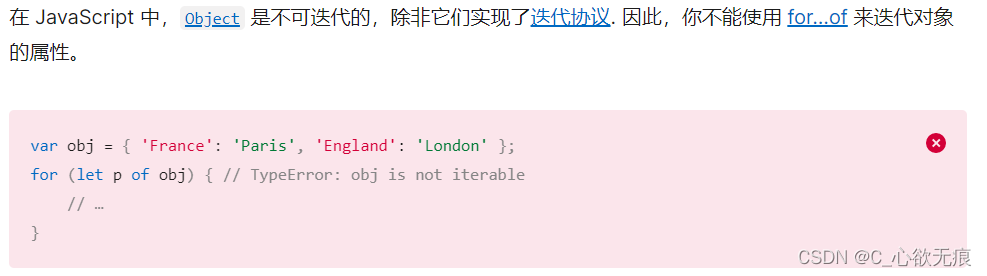 在 JavaScript 中，Object 是不可迭代的，除非它们实现了迭代协议. 因此，你不能使用 for...of 来迭代对象
的属性。
var obj = { 'France': 'Paris', 'England': 'London' };
for (let p of obj) { // TypeError: obj is not iterable
    // …
}
CSDN @C_心欲无痕